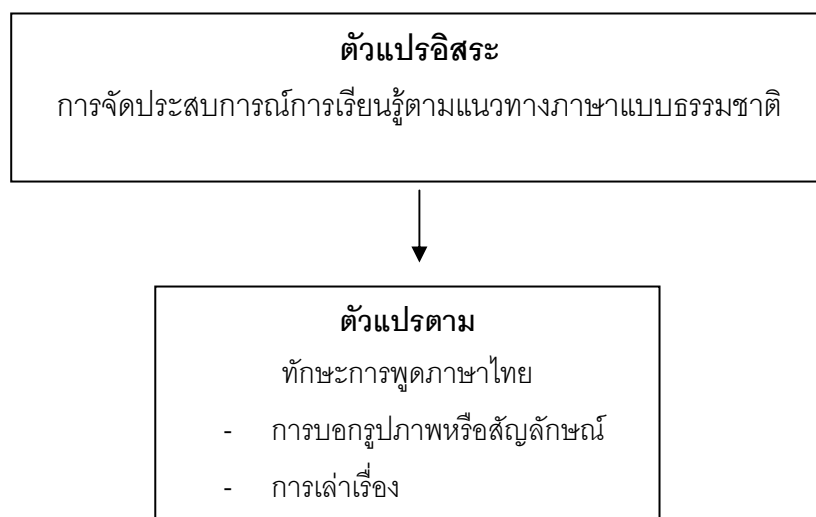 ตัวแปรอิสระ
การจัดประสบการณ์การเรียนรู้ตามแนวทางภาษาแบบธรรมชาติ
ตัวแปรตาม
ทักษะการพูดภาษาไทย
- การบอกรูปภาพหรือสัญลักษณ์
- การเล่าเรื่อง